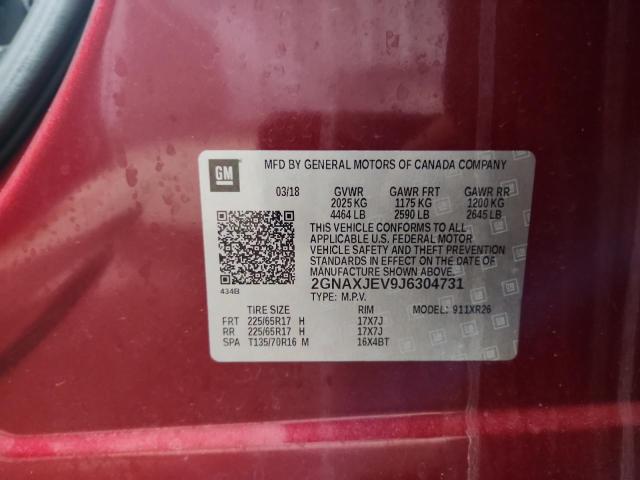 GM
MFD BY GENERAL MOTORS OF CANADA COMPANY
03/18 GVWR GAWR FRT GAWR RR
2025 KG 1175 KG 1200 KG
4464 LB 2590 LB 2645 LB
THIS VEHICLE CONFORMS TO ALL
APPLICABLE U.S. FEDERAL MOTOR
VEHICLE SAFETY AND THEFT PREVENTION
STANDARDS IN EFFECT ON THE DATE OF
MANUFACTURE SHOWN ABOVE.
434B 2GNAXJEV9J6304731
TYPE: M.P.V.
TIRE SIZE RIM MODEL: 911XR26
FRT 225/65R17 H 17X7J
RR 225/65R17 H 17X7J
SPA T135/70R16 M 16X4BT